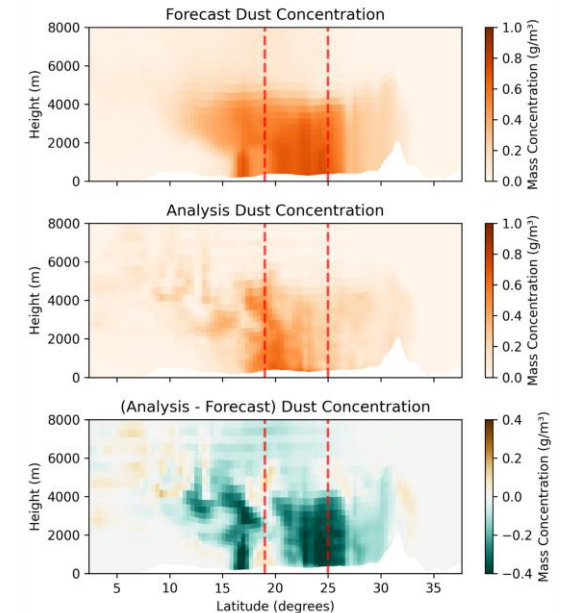 Forecast Dust Concentration
8000
6000
4000
2000
0
Height (m)
1.0
0.8
0.6
0.4
0.2
0.0
Mass Concentration (g/m³)
Analysis Dust Concentration
8000
6000
4000
2000
0
Height (m)
1.0
0.8
0.6
0.4
0.2
0.0
Mass Concentration (g/m³)
(Analysis - Forecast) Dust Concentration
8000
6000
4000
2000
0
Height (m)
0.4
0.2
0.0
−0.2
−0.4
Mass Concentration (g/m³)
5 10 15 20 25 30 35
Latitude (degrees)